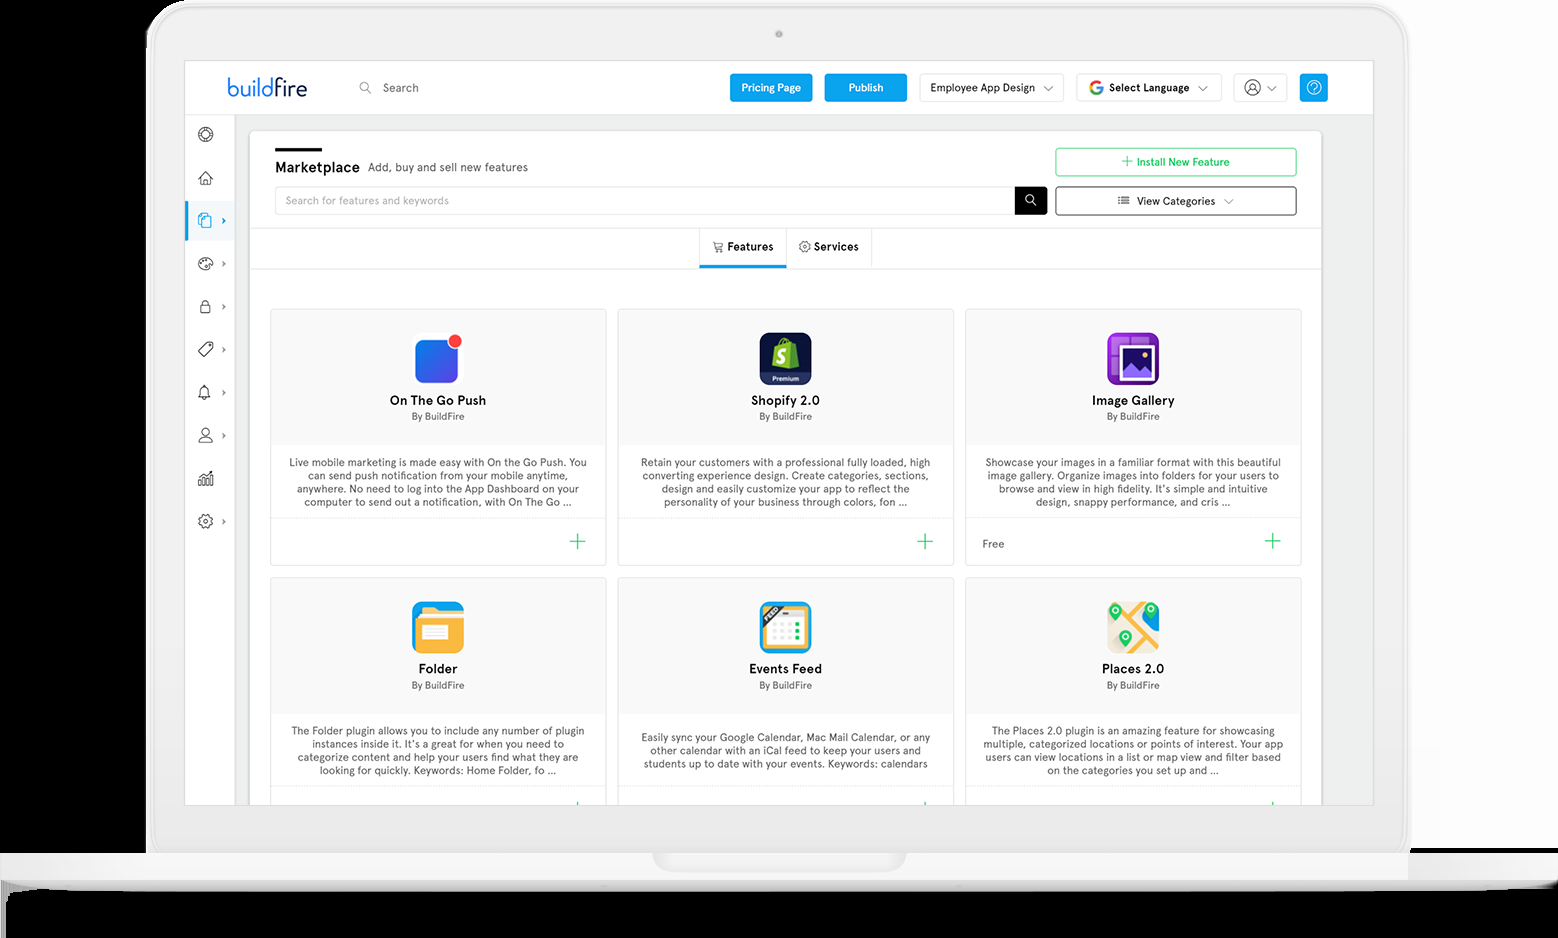 buildfire
Search
Pricing Page
Publish
Employee App Design
Select Language
Marketplace Add, buy and sell new features
Install New Feature
Search for features and keywords
View Categories
Features
Services
On The Go Push
By BuildFire
Live mobile marketing is made easy with On the Go Push. You
can send push notification from your mobile anytime,
anywhere. No need to log into the App Dashboard on your
computer to send out a notification, with On The Go ...
Premium
Shopify 2.0
By BuildFire
Retain your customers with a professional fully loaded, high
converting experience design. Create categories, sections,
design and easily customize your app to reflect the
personality of your business through colors, fon ...
Image Gallery
By BuildFire
Showcase your images in a familiar format with this beautiful
image gallery. Organize images into folders for your users to
browse and view in high fidelity. It's simple and intuitive
design, snappy performance, and cris ...
Free
Folder
By BuildFire
The Folder plugin allows you to include any number of plugin
instances inside it. It's a great for when you need to
categorize content and help your users find what they are
looking for quickly. Keywords: Home Folder, fo ...
FEED
Events Feed
By BuildFire
Easily sync your Google Calendar, Mac Mail Calendar, or any
other calendar with an iCal feed to keep your users and
students up to date with your events. Keywords: calendars
Places 2.0
By BuildFire
The Places 2.0 plugin is an amazing feature for showcasing
multiple, categorized locations or points of interest. Your app
users can view locations in a list or map view and filter based
on the categories you set up and ...